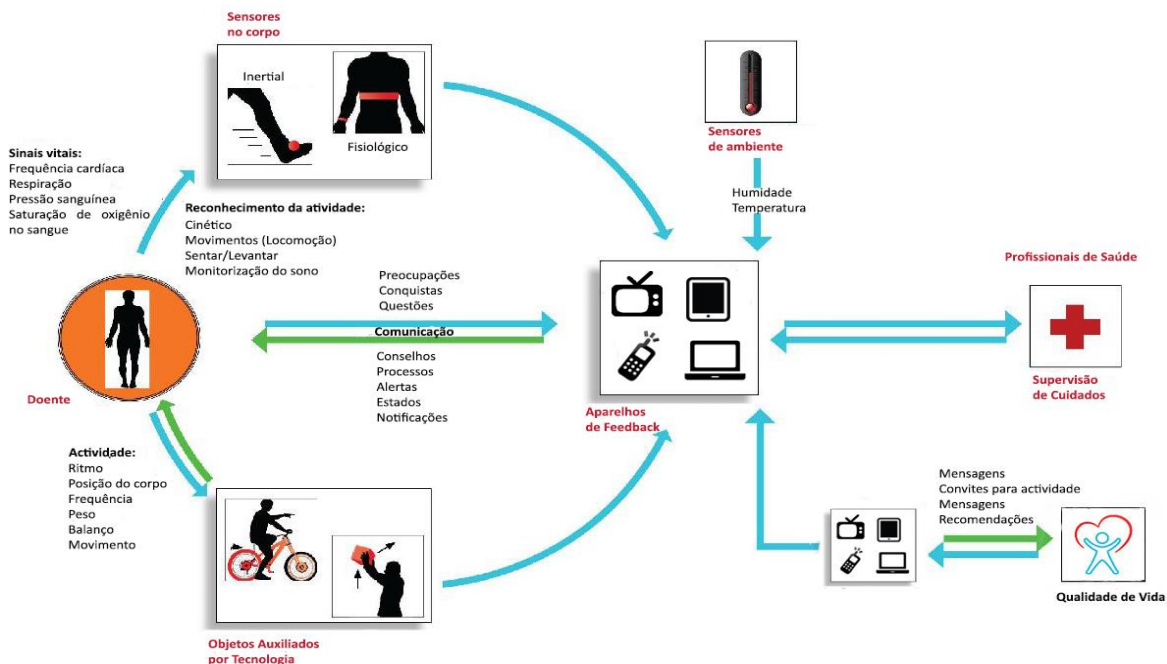 Sensores
no corpo
Inertial
Fisiológico
Sensores
de ambiente
Humidade
Temperatura
Sinais vitais:
Frequência cardíaca
Respiração
Pressão sanguínea
Saturação de oxigênio
no sangue
Reconhecimento da atividade:
Cinético
Movimentos (Locomoção)
Sentar/Levantar
Monitorização do sono
Preocupações
Conquistas
Questões
Comunicação
Conselhos
Processos
Alertas
Estados
Notificações
Profissionais de Saúde
Supervisão
de Cuidados
Doente
Aparelhos
de Feedback
Actividade:
Ritmo
Posição do corpo
Frequência
Peso
Balanço
Movimento
Mensagens
Convites para actividade
Mensagens
Recomendações
Qualidade de Vida
Objetos Auxiliados
por Tecnologia